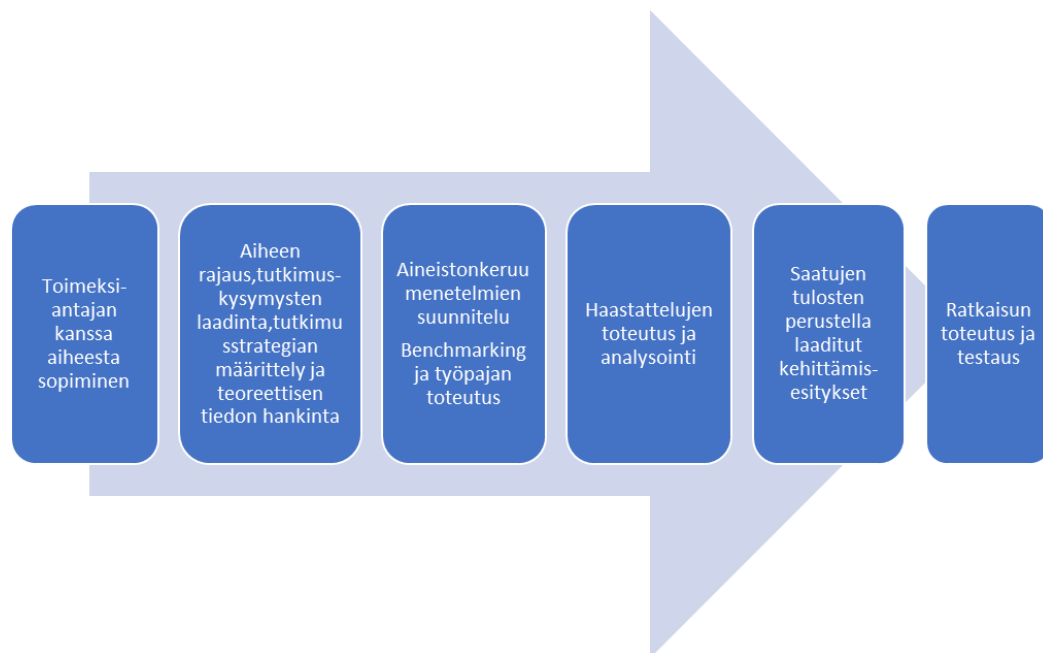 Toimeksi-
antajan
kanssa
aiheesta
sopiminen
Aiheen
rajaus,tutkimus-
kysymysten
laadinta,tutkimu
sstrategian
määrittely ja
teoreettisen
tiedon hankinta
Aineistonkeruu
menetelmien
suunnitelu
Benchmarking
ja työpajan
toteutus
Haastattelujen
toteutus ja
analysointi
Saatujen
tulosten
perustella
laaditut
kehittämis-
esitykset
Ratkaisun
toteutus ja
testaus